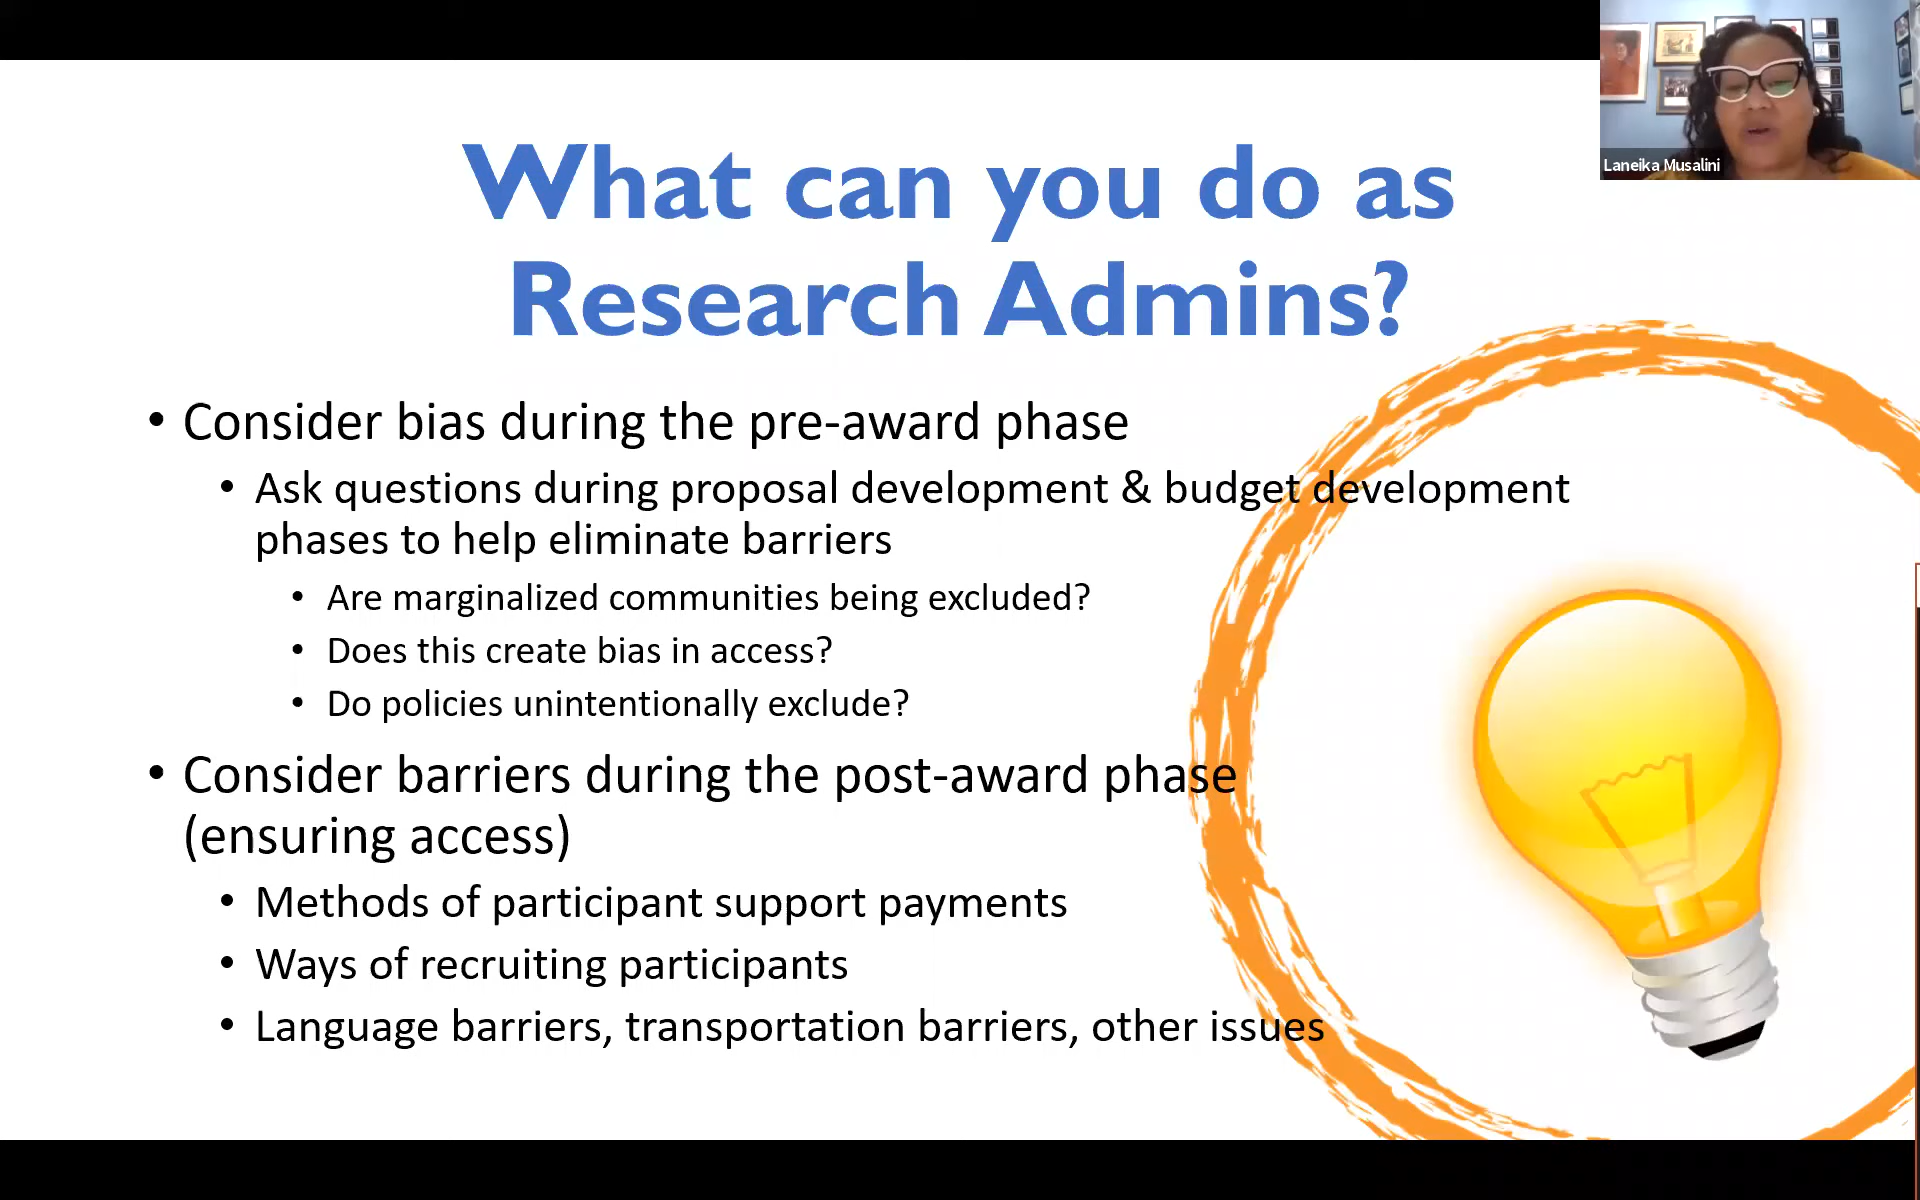 What can you do as
Research Admins?
Laneika Musalini
• Consider bias during the pre-award phase
• Ask questions during proposal development & budget development
phases to help eliminate barriers
• Are marginalized communities being excluded?
• Does this create bias in access?
• Do policies unintentionally exclude?
• Consider barriers during the post-award phase
(ensuring access)
• Methods of participant support payments
• Ways of recruiting participants
• Language barriers, transportation barriers, other issues